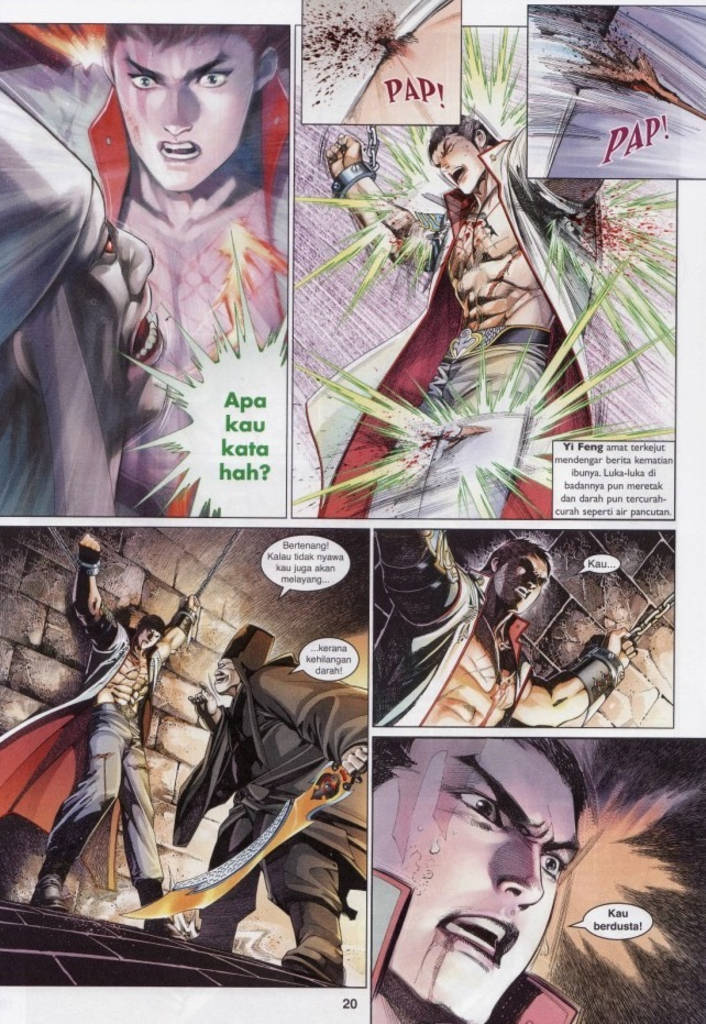 PAP!
PAP!
Apa
kau
kata
hah?
Yi Feng amat terkejut
mendengar berita kematian
ibunya. Luka-luka di
badannya pun meretak
dan darah pun tercurah-
curah seperti air pancutan.
Bertenang!
Kalau tidak nyawa
kau juga akan
melayang...
...kerana
kehilangan
darah!
Kau...
Kau
berdusta!
20